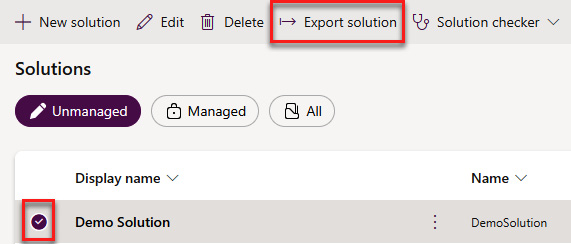 New solution Edit Delete Export solution Solution checker
Solutions
Unmanaged Managed All
Display name Name
Demo Solution DemoSolution